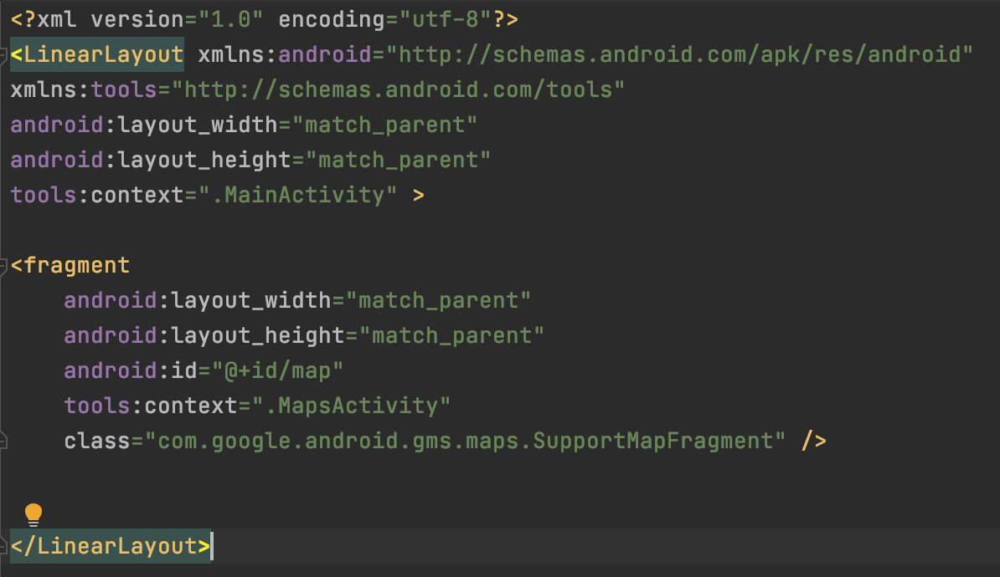 <?xml version="1.0" encoding="utf-8"?>
<LinearLayout xmlns:android="http://schemas.android.com/apk/res/android"
xmlns:tools="http://schemas.android.com/tools"
android:layout_width="match_parent"
android:layout_height="match_parent"
tools:context=".MainActivity" >
<fragment
    android:layout_width="match_parent"
    android:layout_height="match_parent"
    android:id="@+id/map"
    tools:context=".MapsActivity"
    class="com.google.android.gms.maps.SupportMapFragment" />
</LinearLayout>